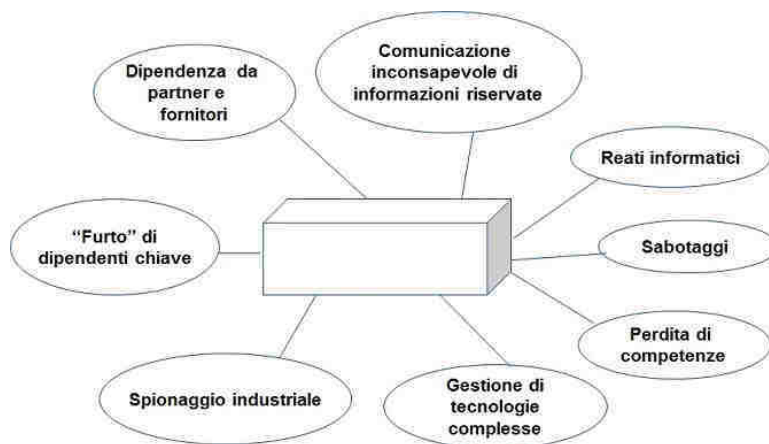 Dipendenza da
partner e
fornitori
Comunicazione
inconsapevole di
informazioni riservate
Reati informatici
“Furto” di
dipendenti chiave
Sabotaggi
Perdita di
competenze
Spionaggio industriale
Gestione di
tecnologie
complesse